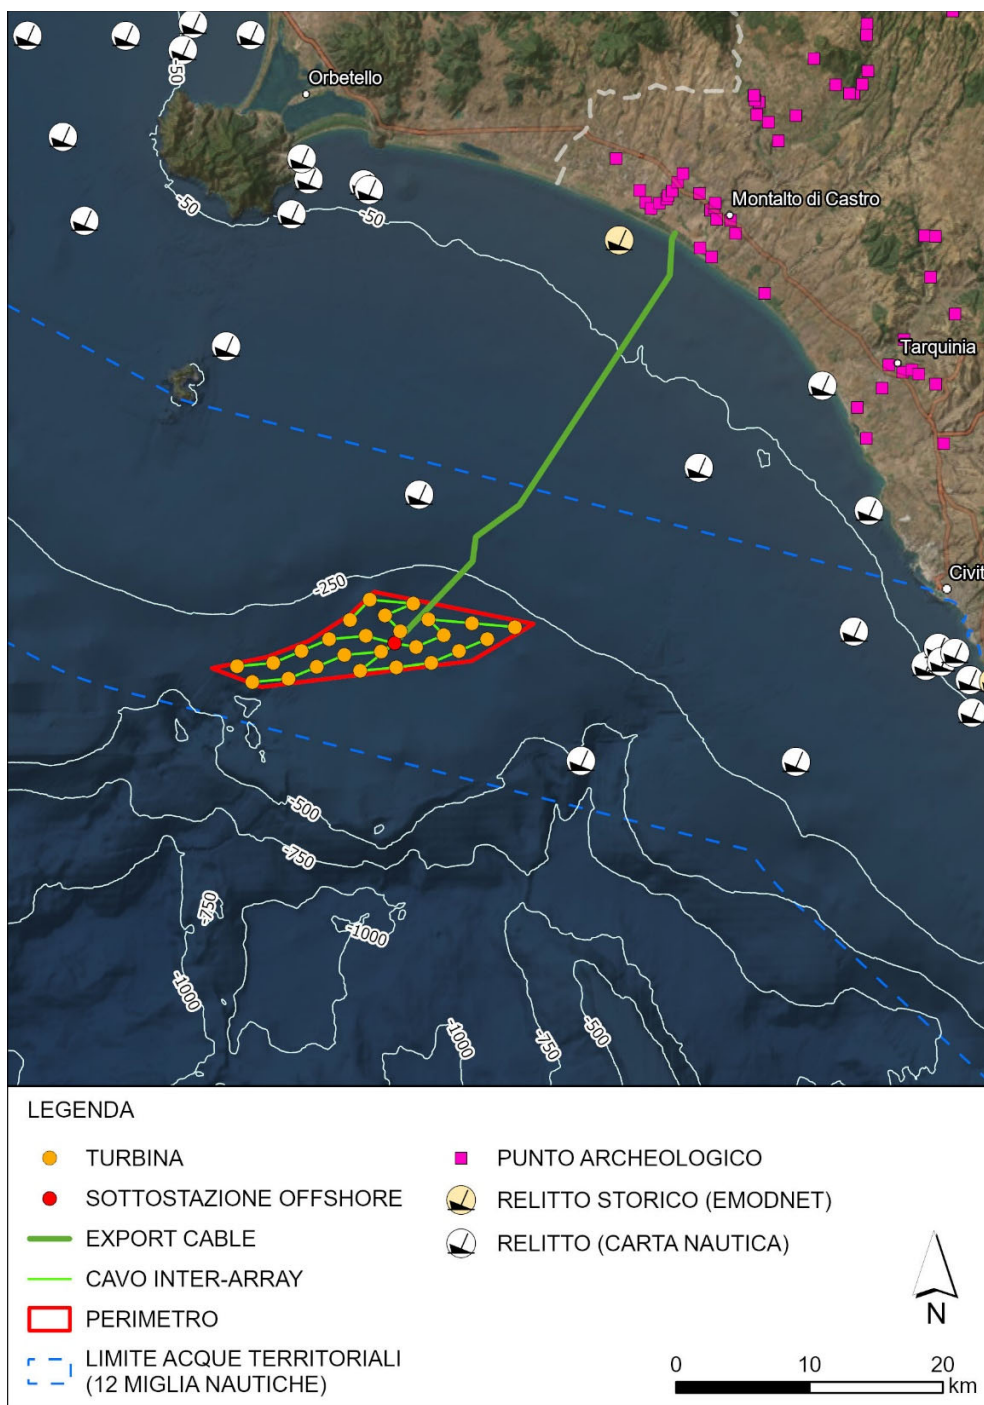 -50
Orbetello
-50
-50
Montalto di Castro
Tarquinia
-250
Civit
-500
-750
-750
-1000
-1000
-1000
-750
-500
LEGENDA
TURBINA
SOTTOSTAZIONE OFFSHORE
EXPORT CABLE
CAVO INTER-ARRAY
PERIMETRO
LIMITE ACQUE TERRITORIALI
(12 MIGLIA NAUTICHE)
PUNTO ARCHEOLOGICO
RELITTO STORICO (EMODNET)
RELITTO (CARTA NAUTICA)
N
0 10 20
km